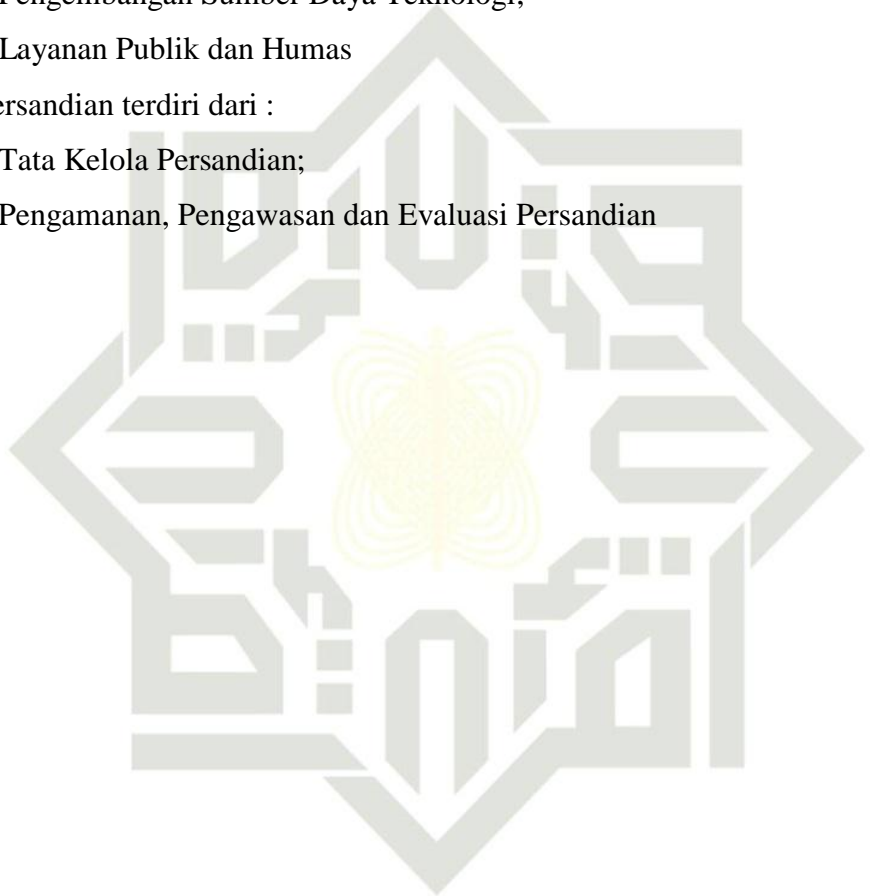 Pengembangan Sumber Daya Teknologi;
Layanan Publik dan Humas
ersandian terdiri dari :
Tata Kelola Persandian;
Pengamanan, Pengawasan dan Evaluasi Persandian